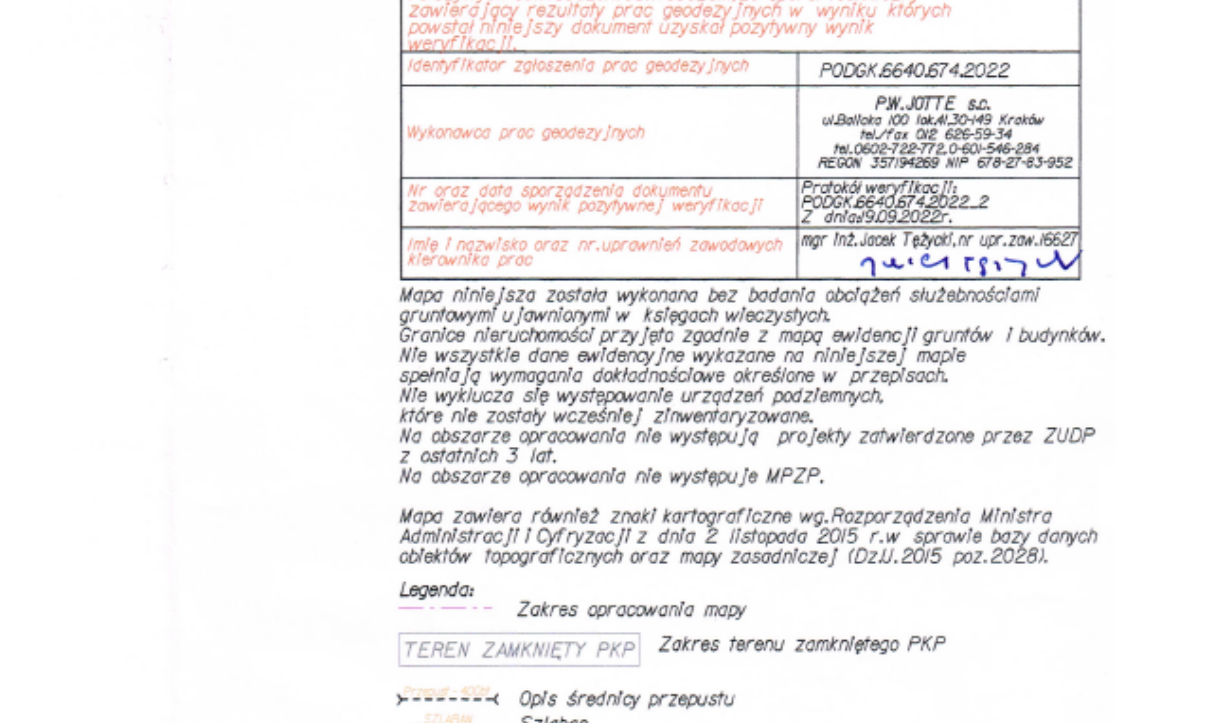 zawierający rezultaty prac geodezyjnych w wyniku których
powstał niniejszy dokument uzyskał pozytywny wynik
weryfikacji.
Identyfikator zgłoszenia prac geodezyjnych
PODGK.6640.674.2022
Wykonawca prac geodezyjnych
P.W.JOTTE s.c.
ul.Balicka 100 lok.41,30-149 Kraków
tel./fax 012 626-59-34
tel.0602-722-772,0-601-546-284
REGON 357194269 NIP 678-27-83-952
Nr oraz data sporządzenia dokumentu
zawierającego wynik pozytywnej weryfikacji
Protokół weryfikacji:
PODGK.6640.674.2022_2
Z dnia:19.09.2022r.
Imię i nazwisko oraz nr.uprawnień zawodowych
kierownika prac
mgr inż.Jacek Tężycki,nr upr.zaw.16627
Mapa niniejsza została wykonana bez badania obciążeń służebnościami
gruntowymi ujawnionymi w księgach wieczystych.
Granice nieruchomości przyjęto zgodnie z mapą ewidencji gruntów i budynków.
Nie wszystkie dane ewidencyjne wykazane na niniejszej mapie
spełniają wymagania dokładnościowe określone w przepisach.
Nie wyklucza się występowanie urządzeń podziemnych,
które nie zostały wcześniej zinwentaryzowane.
Na obszarze opracowania nie występują projekty zatwierdzone przez ZUDP
z ostatnich 3 lat.
Na obszarze opracowania nie występuje MPZP.
Mapa zawiera również znaki kartograficzne wg.Rozporządzenia Ministra
Administracji i Cyfryzacji z dnia 2 listopada 2015 r.w sprawie bazy danych
obiektów topograficznych oraz mapy zasadniczej (Dz.U.2015 poz.2028).
Legenda:
Zakres opracowania mapy
TEREN ZAMKNIĘTY PKP
Zakres terenu zamkniętego PKP
Opis średnicy przepustu
SZLABAN
Szlaban